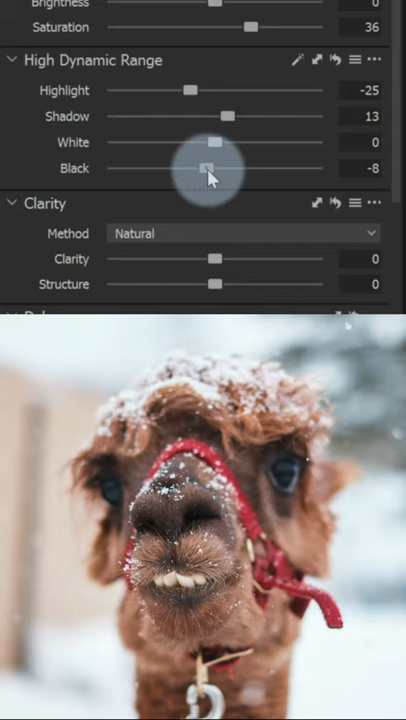 Brightness 0
Saturation 36
High Dynamic Range
Highlight -25
Shadow 13
White 0
Black -8
Clarity
Method Natural
Clarity 0
Structure 0